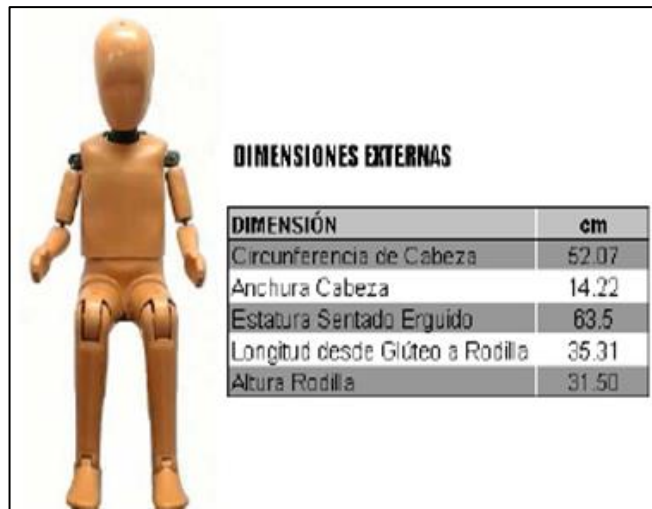 DIMENSIONES EXTERNAS
DIMENSIÓN cm
Circunferencia de Cabeza 52.07
Anchura Cabeza 14.22
Estatura Sentado Erguido 63.5
Longitud desde Glúteo a Rodilla 35.31
Altura Rodilla 31.50